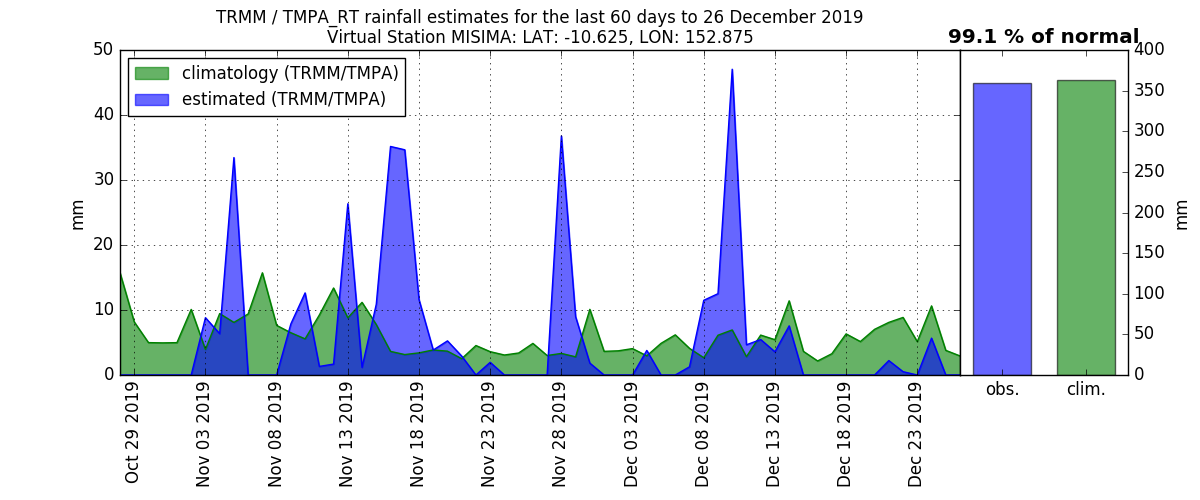 TRMM / TMPA_RT rainfall estimates for the last 60 days to 26 December 2019
Virtual Station MISIMA: LAT: -10.625, LON: 152.875
99.1 % of normal
climatology (TRMM/TMPA)
estimated (TRMM/TMPA)
mm
50
40
30
20
10
0
Oct 29 2019
Nov 03 2019
Nov 08 2019
Nov 13 2019
Nov 18 2019
Nov 23 2019
Nov 28 2019
Dec 03 2019
Dec 08 2019
Dec 13 2019
Dec 18 2019
Dec 23 2019
obs.
clim.
400
350
300
250
200
150
100
50
0
mm